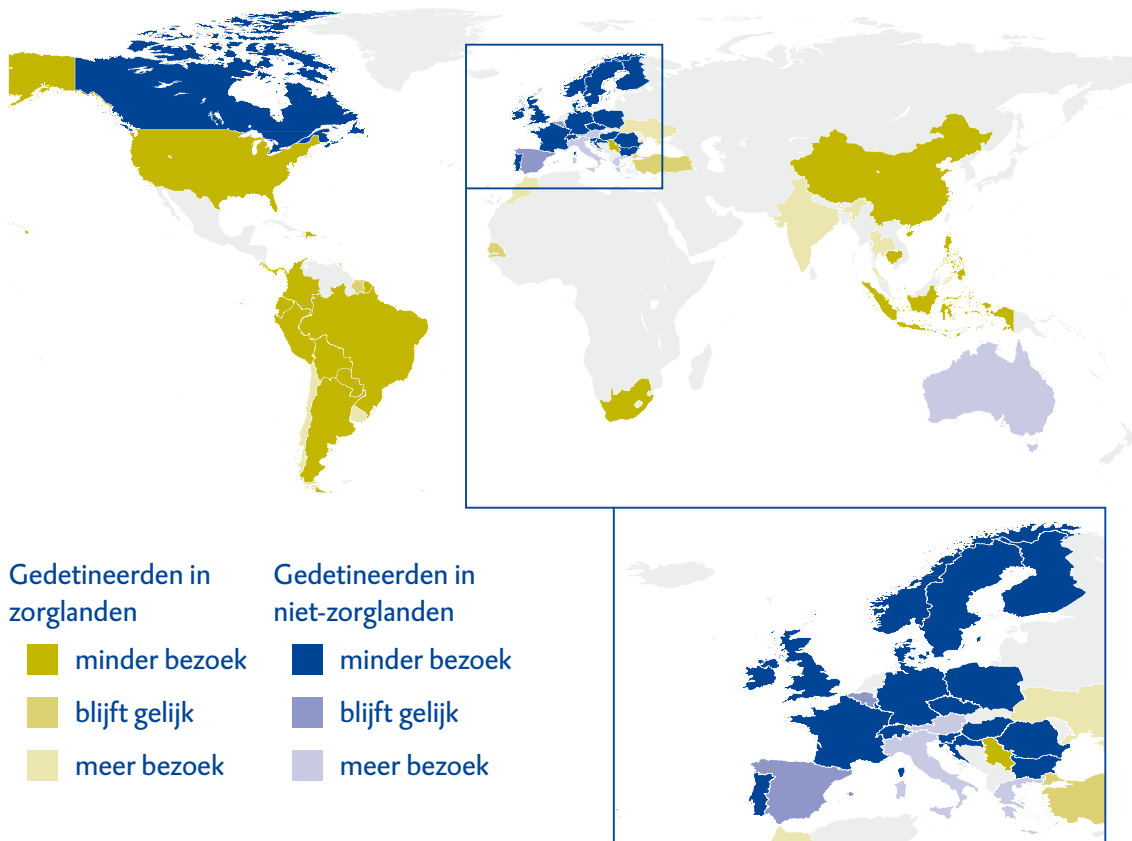 Gedetineerden in
zorglanden
minder bezoek
blijft gelijk
meer bezoek
Gedetineerden in
niet-zorglanden
minder bezoek
blijft gelijk
meer bezoek